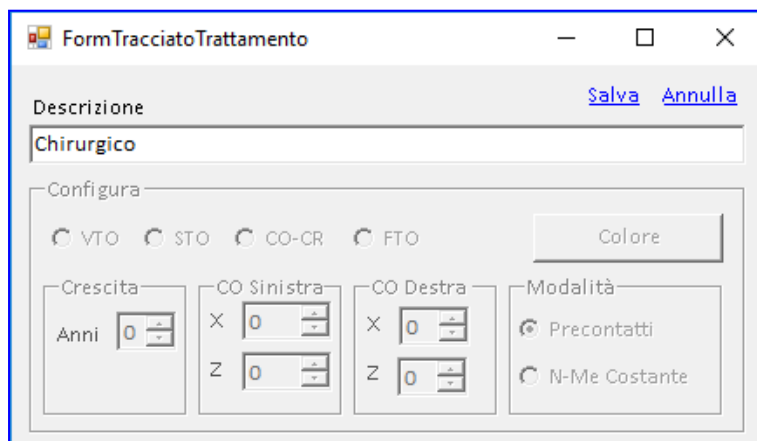 FormTracciatoTrattamento
Salva Annulla
Descrizione
Chirurgico
Configura
VTO STO CO-CR FTO Colore
Crescita CO Sinistra CO Destra Modalità
Anni 0 X 0 X 0 Precontatti
Z 0 Z 0 N-Me Costante